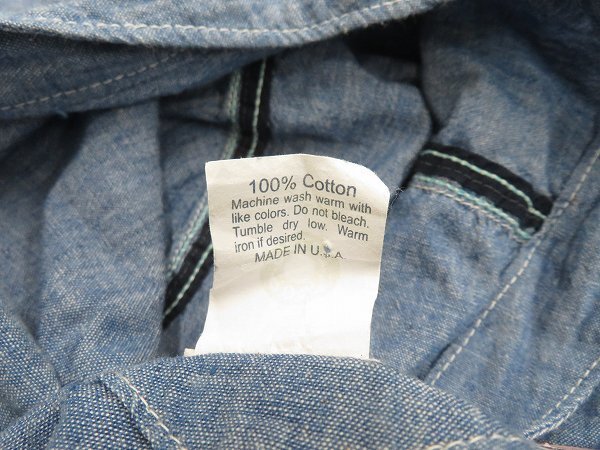 100% Cotton
Machine wash warm with
like colors. Do not bleach.
Tumble dry low. Warm
iron if desired.
MADE IN U.S.A.